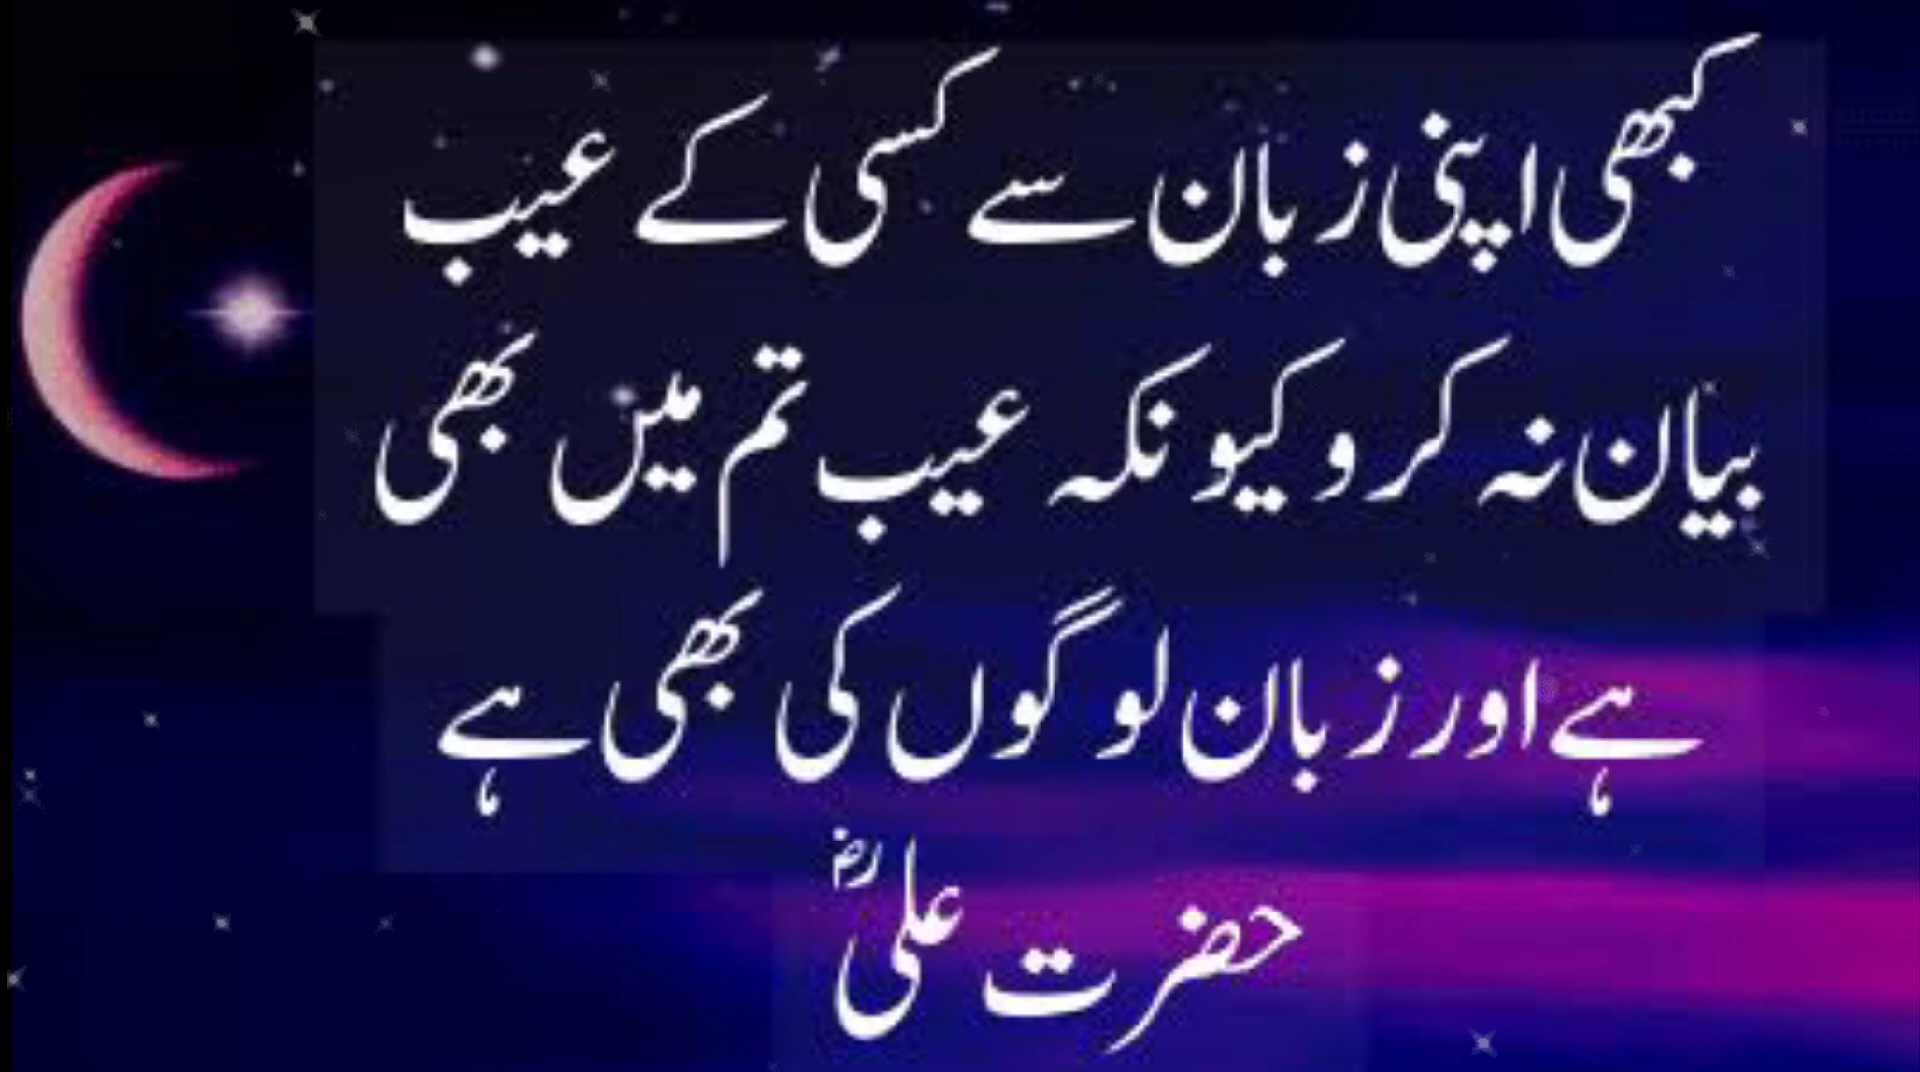 کبھی اپنی زبان سے کسی کے عیب
بیان نہ کرو کیونکہ عیب تم میں بھی
ہے اور زبان لوگوں کی بھی ہے
حضرت علیؓ